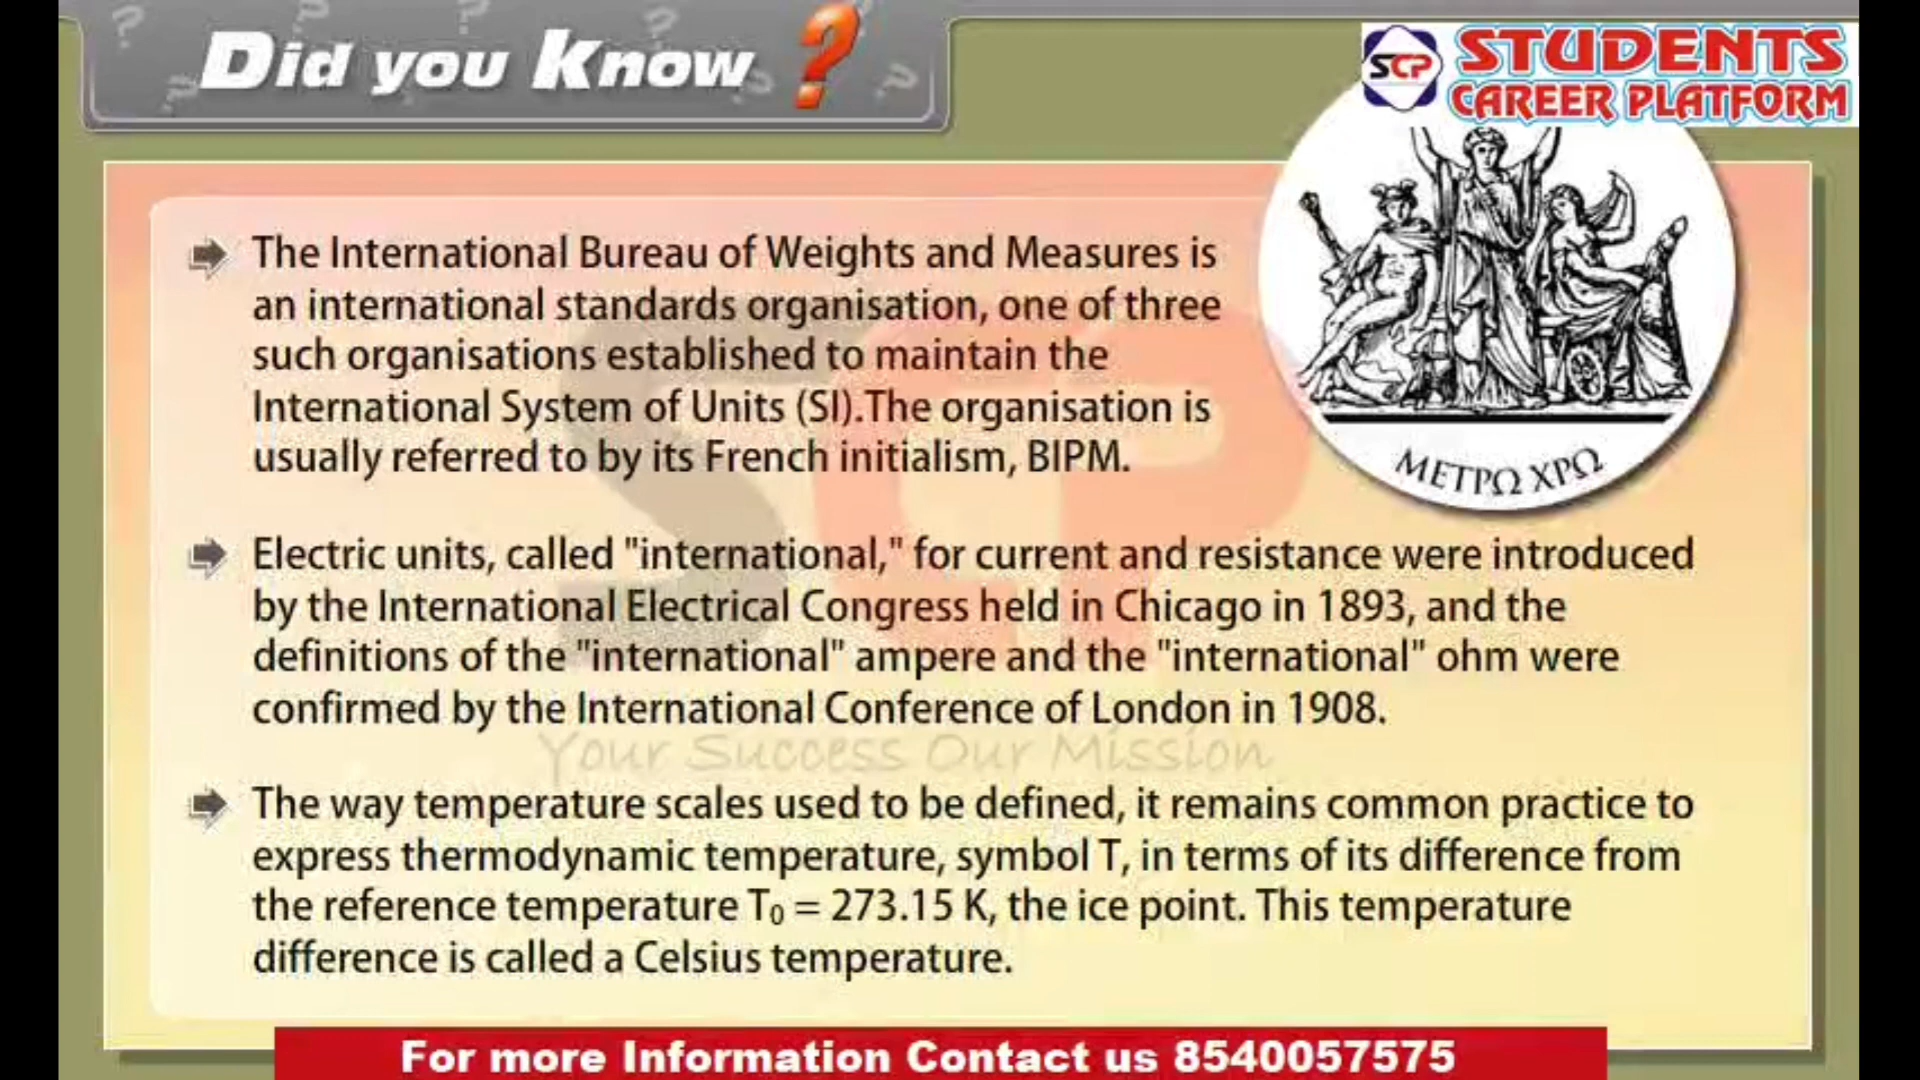 Did you Know ?
SCP STUDENTS
CAREER PLATFORM
The International Bureau of Weights and Measures is
an international standards organisation, one of three
such organisations established to maintain the
International System of Units (SI).The organisation is
usually referred to by its French initialism, BIPM.
ΜΕΤΡΩ ΧΡΩ
Electric units, called "international," for current and resistance were introduced
by the International Electrical Congress held in Chicago in 1893, and the
definitions of the "international" ampere and the "international" ohm were
confirmed by the International Conference of London in 1908.
SCP
Your Success Our Mission
The way temperature scales used to be defined, it remains common practice to
express thermodynamic temperature, symbol T, in terms of its difference from
the reference temperature T₀ = 273.15 K, the ice point. This temperature
difference is called a Celsius temperature.
For more Information Contact us 8540057575